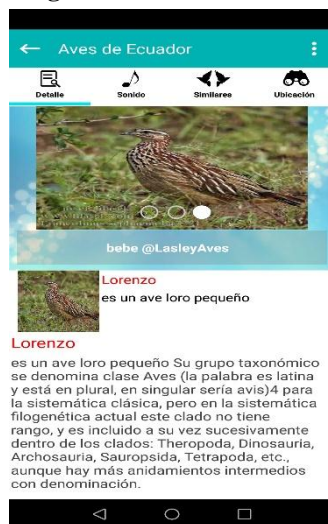 Aves de Ecuador
Detalle
Sonido
Similares
Ubicación
bebe @LasleyAves
Lorenzo
es un ave loro pequeño
Lorenzo
es un ave loro pequeño Su grupo taxonómico
se denomina clase Aves (la palabra es latina
y está en plural, en singular sería avis)4 para
la sistemática clásica, pero en la sistemática
filogenética actual este clado no tiene
rango, y es incluido a su vez sucesivamente
dentro de los clados: Theropoda, Dinosauria,
Archosauria, Sauropsida, Tetrapoda, etc.,
aunque hay más anidamientos intermedios
con denominación.